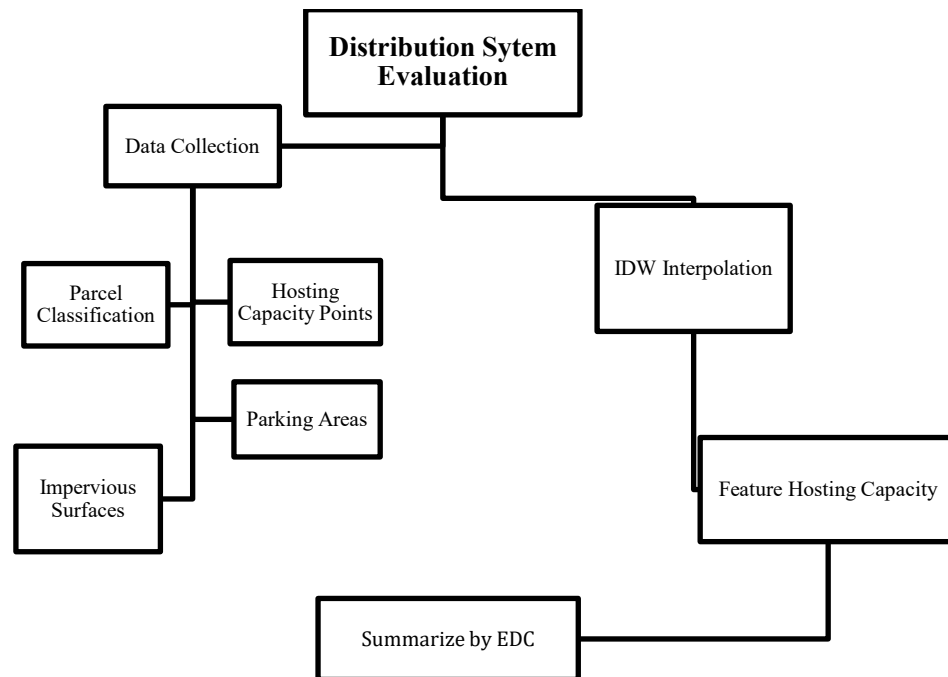 Distribution Sytem
Evaluation
Data Collection
IDW Interpolation
Parcel
Classification
Hosting
Capacity Points
Parking Areas
Impervious
Surfaces
Feature Hosting Capacity
Summarize by EDC